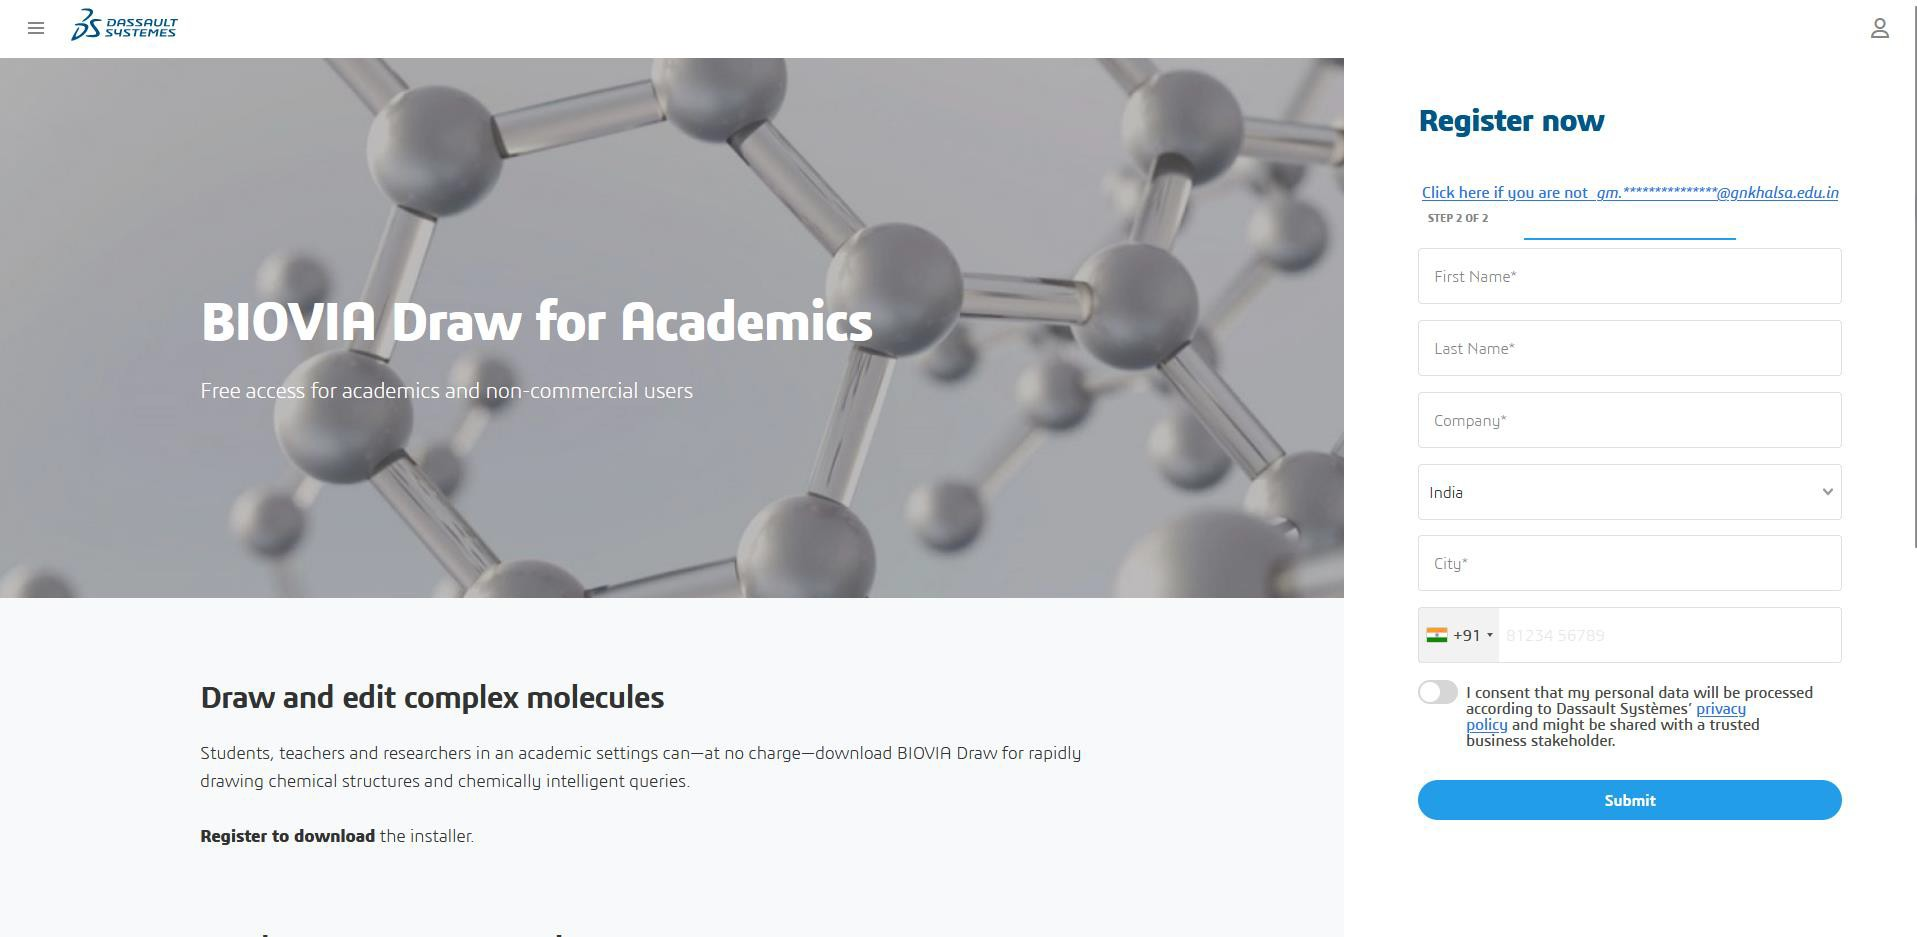 DASSAULT
SYSTEMES
Register now
Click here if you are not gm.***************@gnkhalsa.edu.in
STEP 2 OF 2
First Name*
Last Name*
Company*
India
City*
+91 81234 56789
I consent that my personal data will be processed
according to Dassault Systèmes’ privacy
policy and might be shared with a trusted
business stakeholder.
Submit
BIOVIA Draw for Academics
Free access for academics and non-commercial users
Draw and edit complex molecules
Students, teachers and researchers in an academic settings can—at no charge—download BIOVIA Draw for rapidly
drawing chemical structures and chemically intelligent queries.
Register to download the installer.